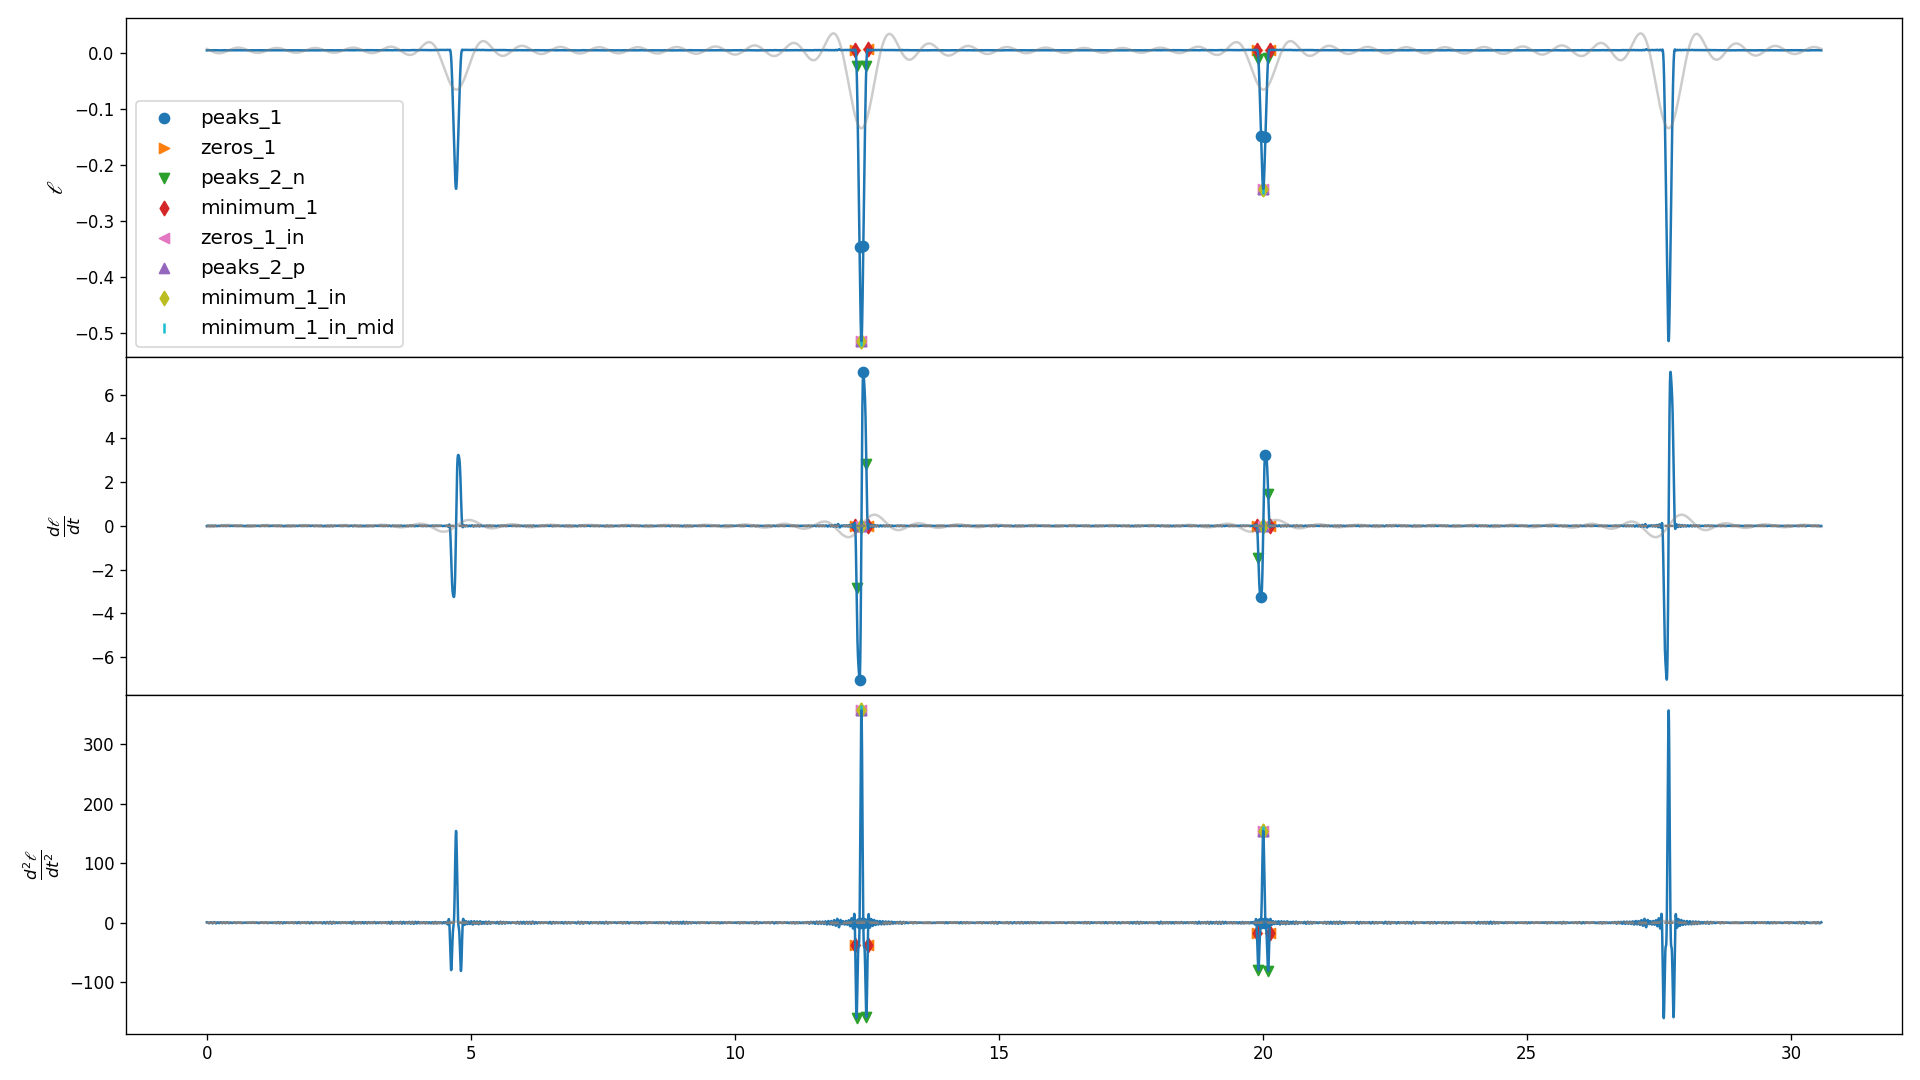 0.0
−0.1
−0.2
−0.3
−0.4
−0.5
ℓ
peaks_1
zeros_1
peaks_2_n
minimum_1
zeros_1_in
peaks_2_p
minimum_1_in
minimum_1_in_mid
6
4
2
0
−2
−4
−6
dℓ
dt
300
200
100
0
−100
d²ℓ
dt²
0 5 10 15 20 25 30